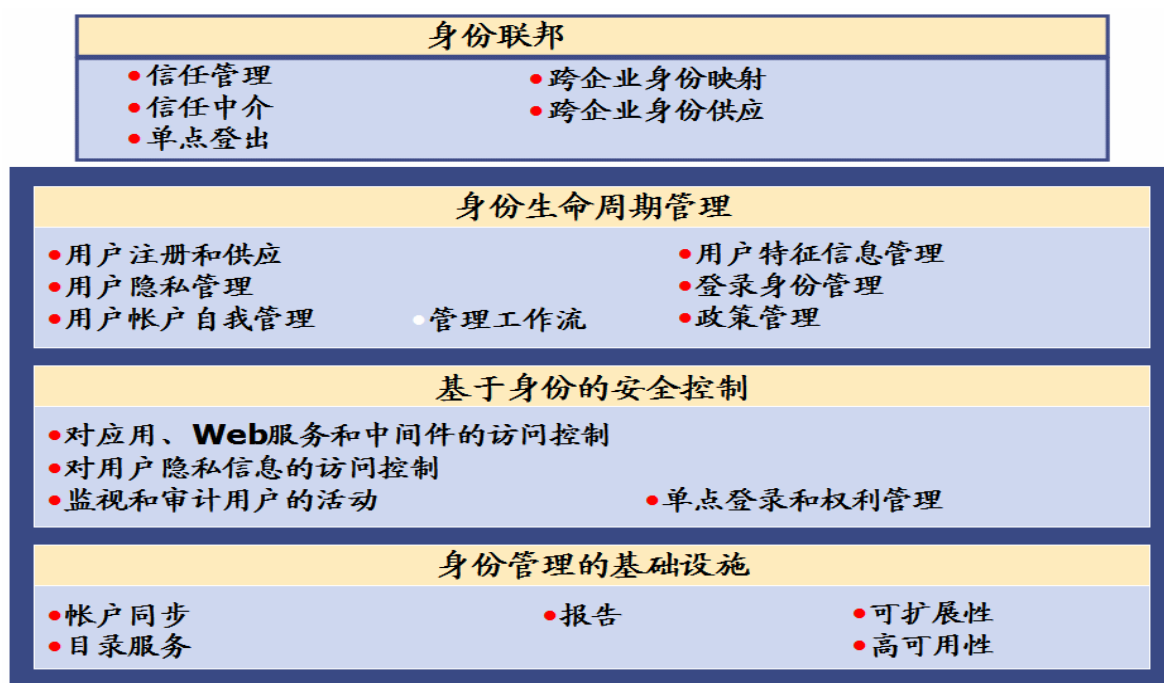 身份联邦
•信任管理 •跨企业身份映射
•信任中介 •跨企业身份供应
•单点登出
身份生命周期管理
•用户注册和供应 •用户特征信息管理
•用户隐私管理 •登录身份管理
•用户帐户自我管理 •管理工作流 •政策管理
基于身份的安全控制
•对应用、Web服务和中间件的访问控制
•对用户隐私信息的访问控制
•监视和审计用户的活动 •单点登录和权利管理
身份管理的基础设施
•帐户同步 •报告 •可扩展性
•目录服务 •高可用性